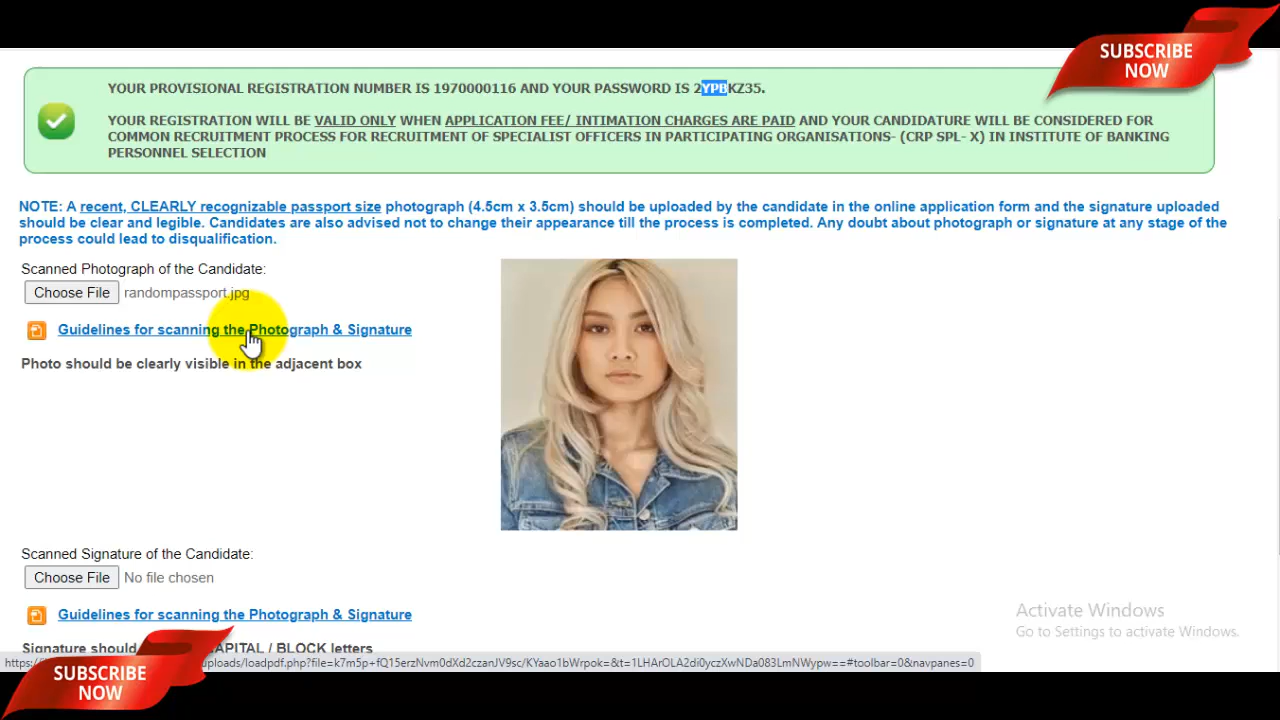 SUBSCRIBE
NOW
YOUR PROVISIONAL REGISTRATION NUMBER IS 1970000116 AND YOUR PASSWORD IS 2YPBKZ35.
YOUR REGISTRATION WILL BE VALID ONLY WHEN APPLICATION FEE/ INTIMATION CHARGES ARE PAID AND YOUR CANDIDATURE WILL BE CONSIDERED FOR
COMMON RECRUITMENT PROCESS FOR RECRUITMENT OF SPECIALIST OFFICERS IN PARTICIPATING ORGANISATIONS- (CRP SPL- X) IN INSTITUTE OF BANKING
PERSONNEL SELECTION
NOTE: A recent, CLEARLY recognizable passport size photograph (4.5cm x 3.5cm) should be uploaded by the candidate in the online application form and the signature uploaded
should be clear and legible. Candidates are also advised not to change their appearance till the process is completed. Any doubt about photograph or signature at any stage of the
process could lead to disqualification.
Scanned Photograph of the Candidate:
Choose File randompassport.jpg
Guidelines for scanning the Photograph & Signature
Photo should be clearly visible in the adjacent box
Scanned Signature of the Candidate:
Choose File No file chosen
Guidelines for scanning the Photograph & Signature
Activate Windows
Go to Settings to activate Windows.
Signature should APITAL / BLOCK letters
https:// uploads/loadpdf.php?file=k7m5p+fQ15erzNvm0dXd2czanJV9sc/KYaao1bWrpok=&t=1LHArOLA2di0yczXwNDa083LmNWypw==#toolbar=0&navpanes=0
SUBSCRIBE
NOW